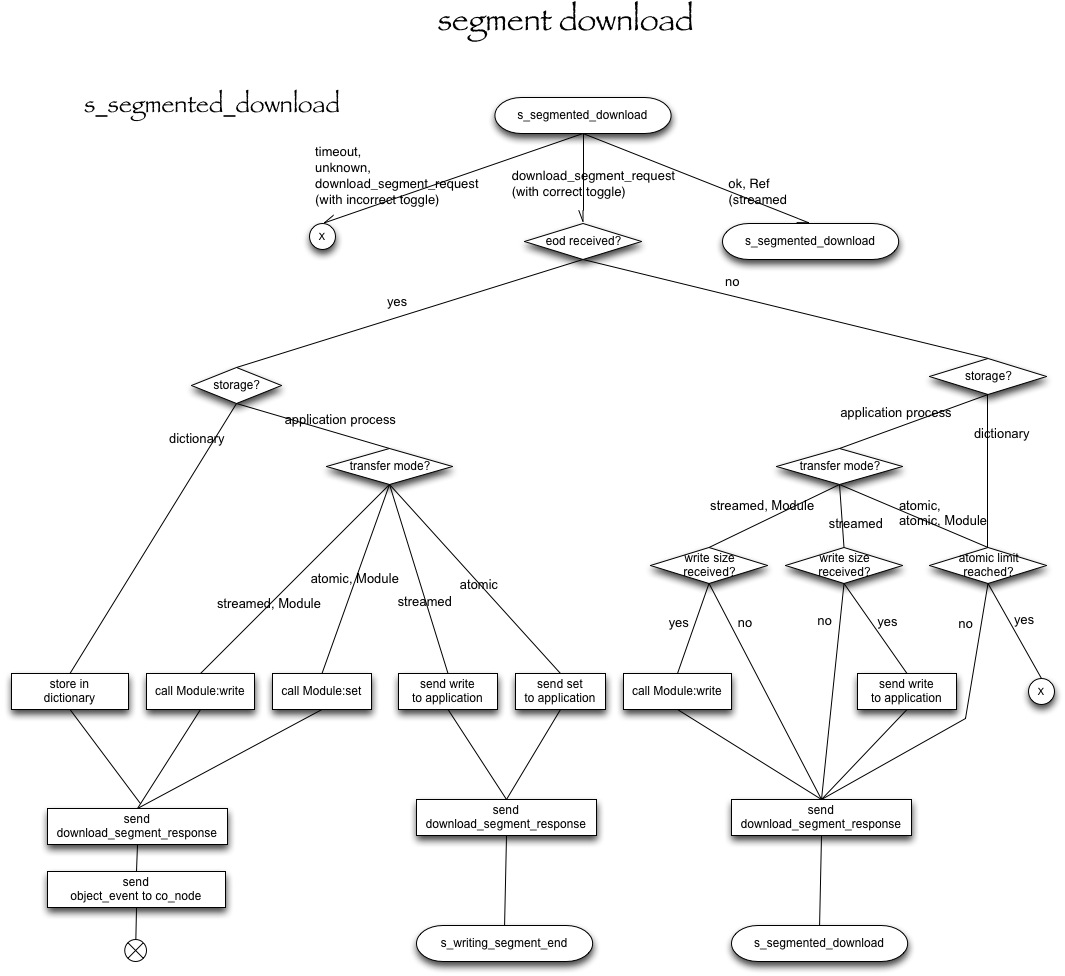 segment download
s_segmented_download
s_segmented_download
timeout,
unknown,
download_segment_request
(with incorrect toggle)
download_segment_request
(with correct toggle)
ok, Ref
(streamed
x
eod received?
s_segmented_download
yes
no
storage?
storage?
application process
dictionary
application process
dictionary
transfer mode?
transfer mode?
streamed, Module
streamed
atomic,
atomic, Module
write size
received?
write size
received?
atomic limit
reached?
atomic, Module
atomic
streamed, Module
streamed
yes
no
no
yes
no
yes
store in
dictionary
call Module:write
call Module:set
send write
to application
send set
to application
call Module:write
send write
to application
x
send
download_segment_response
send
download_segment_response
send
download_segment_response
send
object_event to co_node
s_writing_segment_end
s_segmented_download